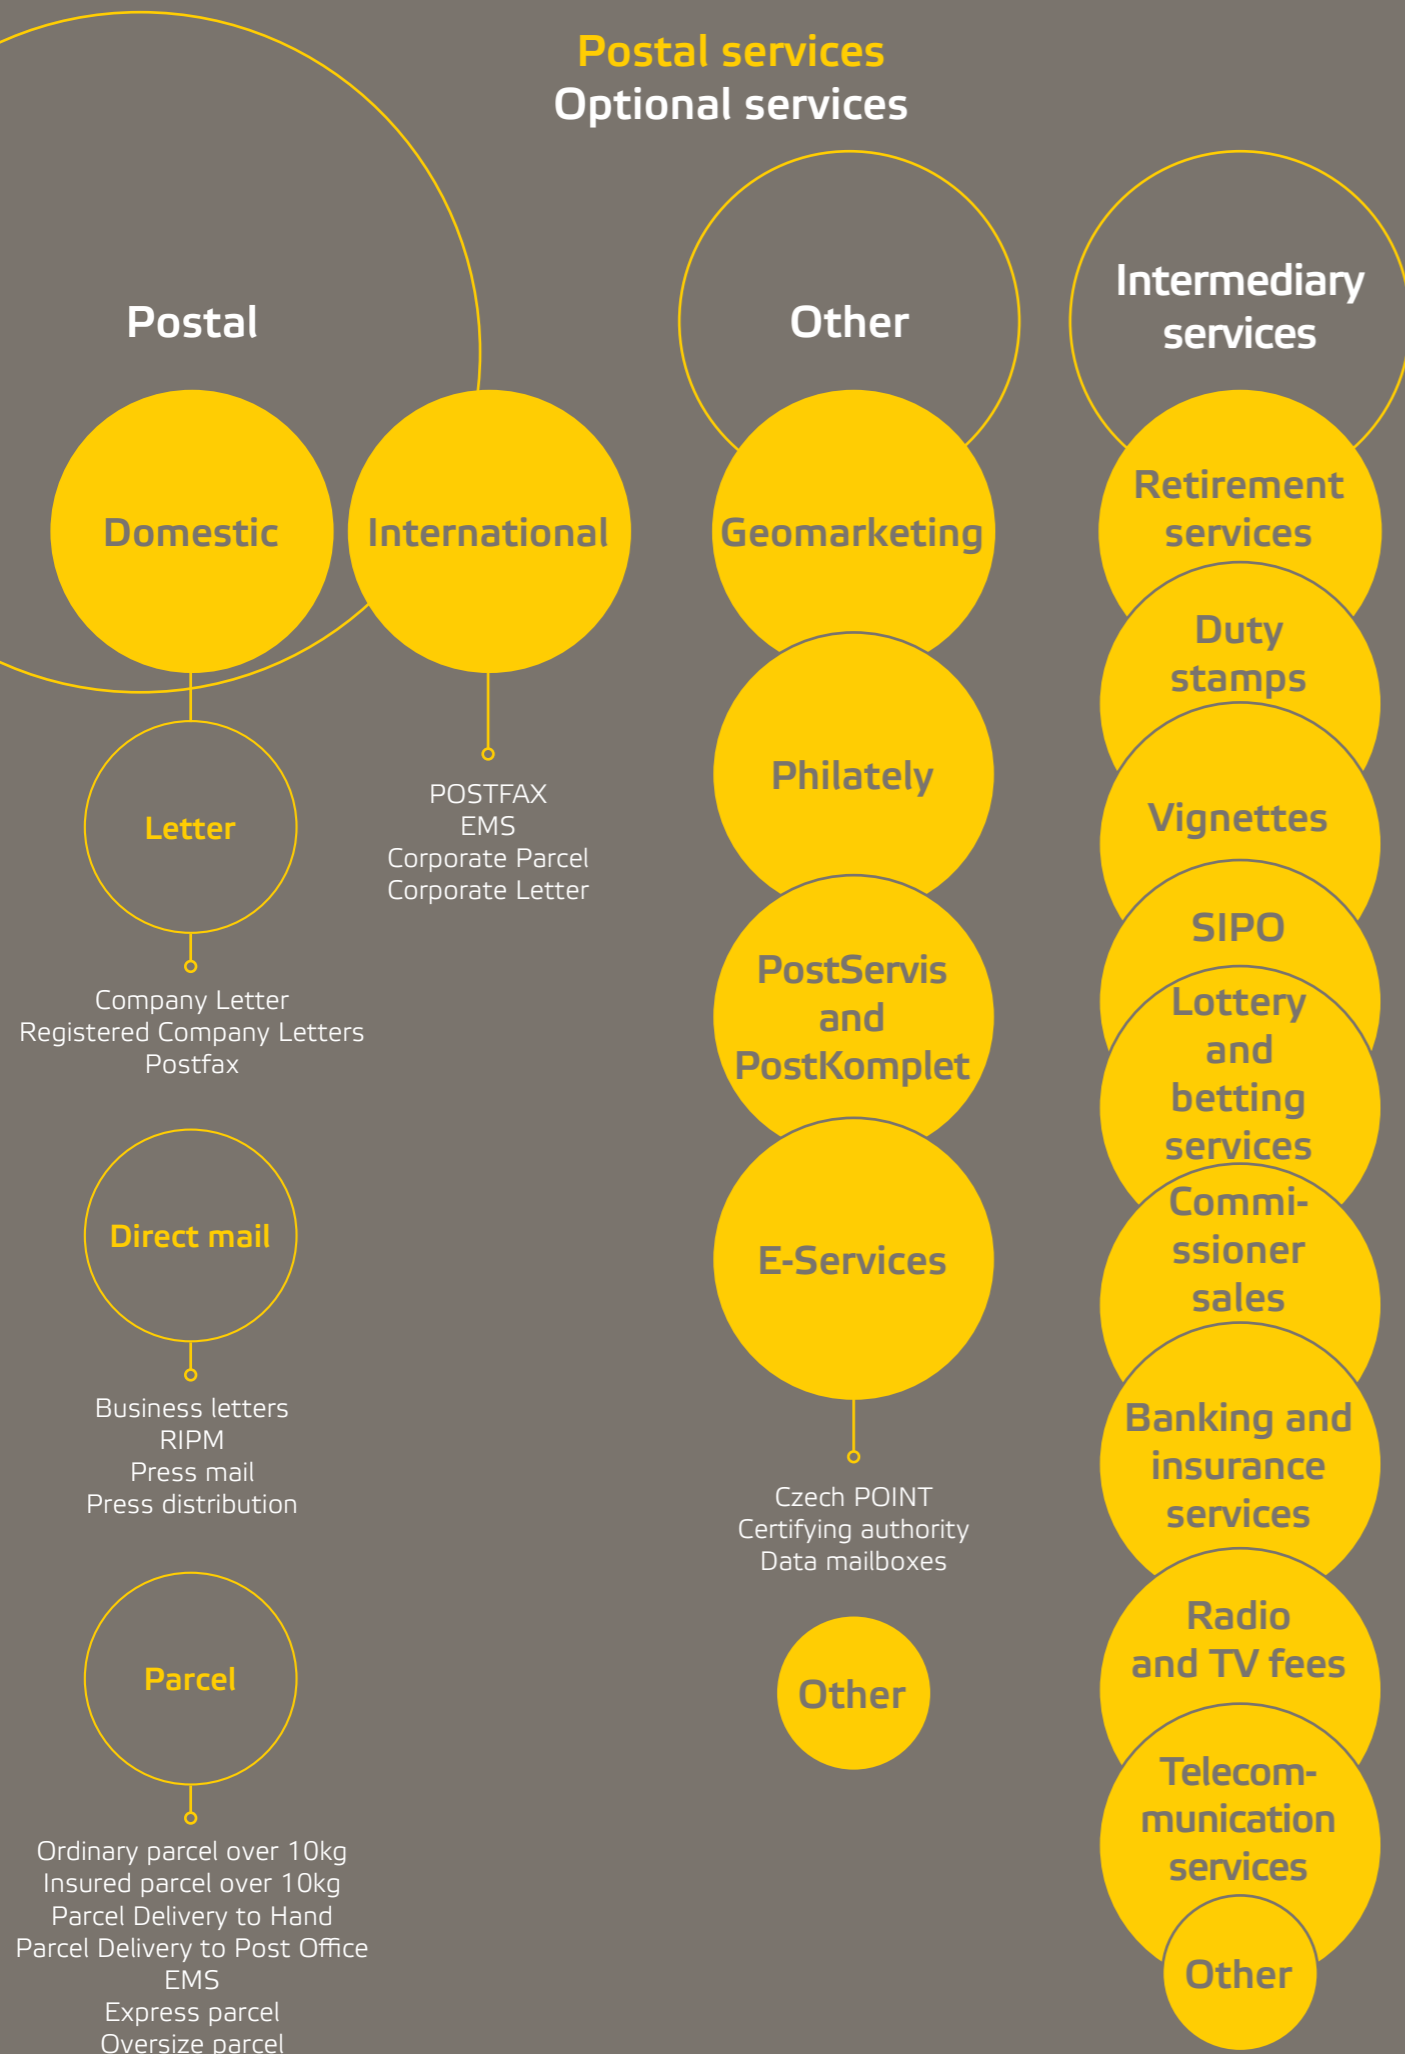 Postal services
Optional services
Postal
Domestic
International
Letter
Company Letter
Registered Company Letters
Postfax
Direct mail
Business letters
RIPM
Press mail
Press distribution
Parcel
Ordinary parcel over 10kg
Insured parcel over 10kg
Parcel Delivery to Hand
Parcel Delivery to Post Office
EMS
Express parcel
Oversize parcel
POSTFAX
EMS
Corporate Parcel
Corporate Letter
Other
Geomarketing
Philately
PostServis
and
PostKomplet
E-Services
Czech POINT
Certifying authority
Data mailboxes
Other
Intermediary
services
Retirement
services
Duty
stamps
Vignettes
SIPO
Lottery
and
betting
services
Commi-
ssioner
sales
Banking and
insurance
services
Radio
and TV fees
Telecom-
munication
services
Other